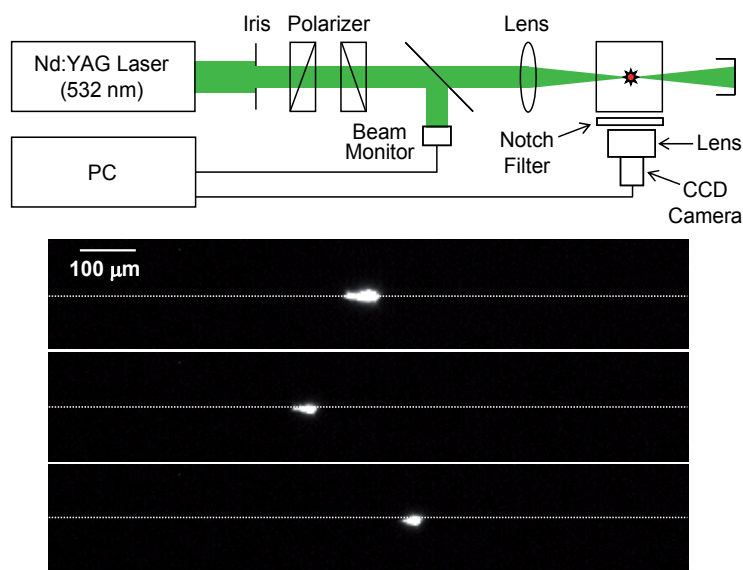 Iris
Polarizer
Lens
Nd:YAG Laser
(532 nm)
Beam
Monitor
Notch
Filter
Lens
PC
CCD
Camera
100 μm